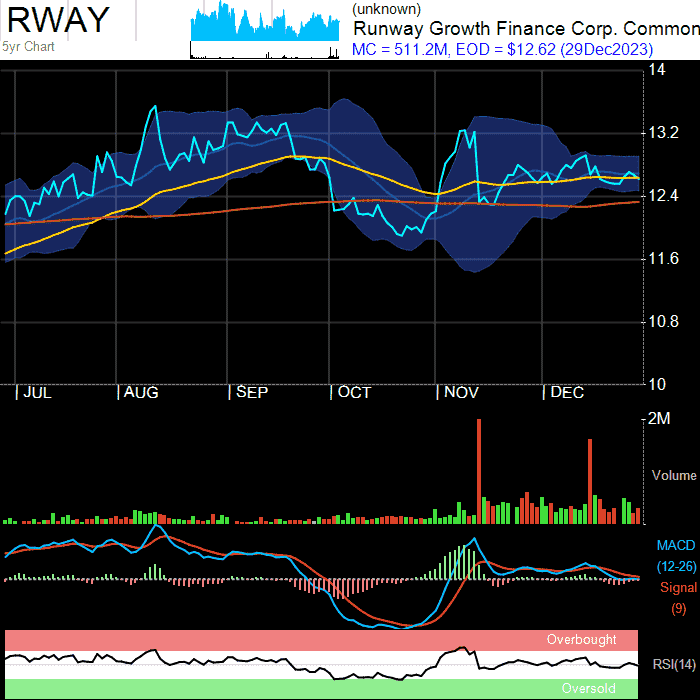 RWAY
5yr Chart
(unknown)
Runway Growth Finance Corp. Common
MC = 511.2M, EOD = $12.62 (29Dec2023)
14
13.2
12.4
11.6
10.8
10
JUL AUG SEP OCT NOV DEC
2M
Volume
MACD
(12-26)
Signal
(9)
Overbought
RSI(14)
Oversold